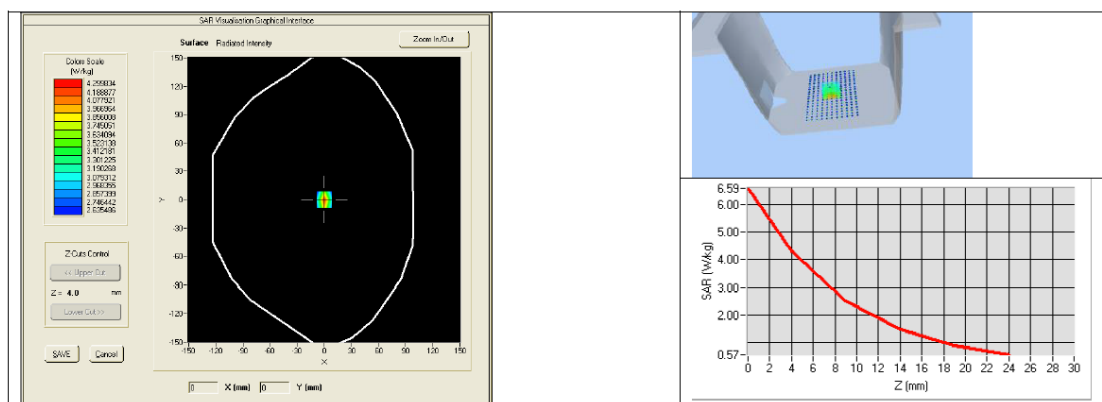 SAR Visualisation Graphical Interface
Surface Radiated Intensity
Zoom In/Out
Colors Scale
(W/kg)
4.299834
4.188877
4.077921
3.966964
3.856008
3.745051
3.634094
3.523138
3.412181
3.301225
3.190268
3.079312
2.968355
2.857399
2.746442
2.635486
Z-Cuts Control
<< Upper Cut
Z = 4.0 mm
Lower Cut >>
SAVE Cancel
150
120
90
60
30
Y 0
-30
-60
-90
-120
-150
-150 -120 -90 -60 -30 0 30 60 90 120 150
X
0 X (mm) 0 Y (mm)
6.59
6.00
5.00
4.00
3.00
2.00
0.57
SAR (W/kg)
0 2 4 6 8 10 12 14 16 18 20 22 24 26 28 30
Z (mm)